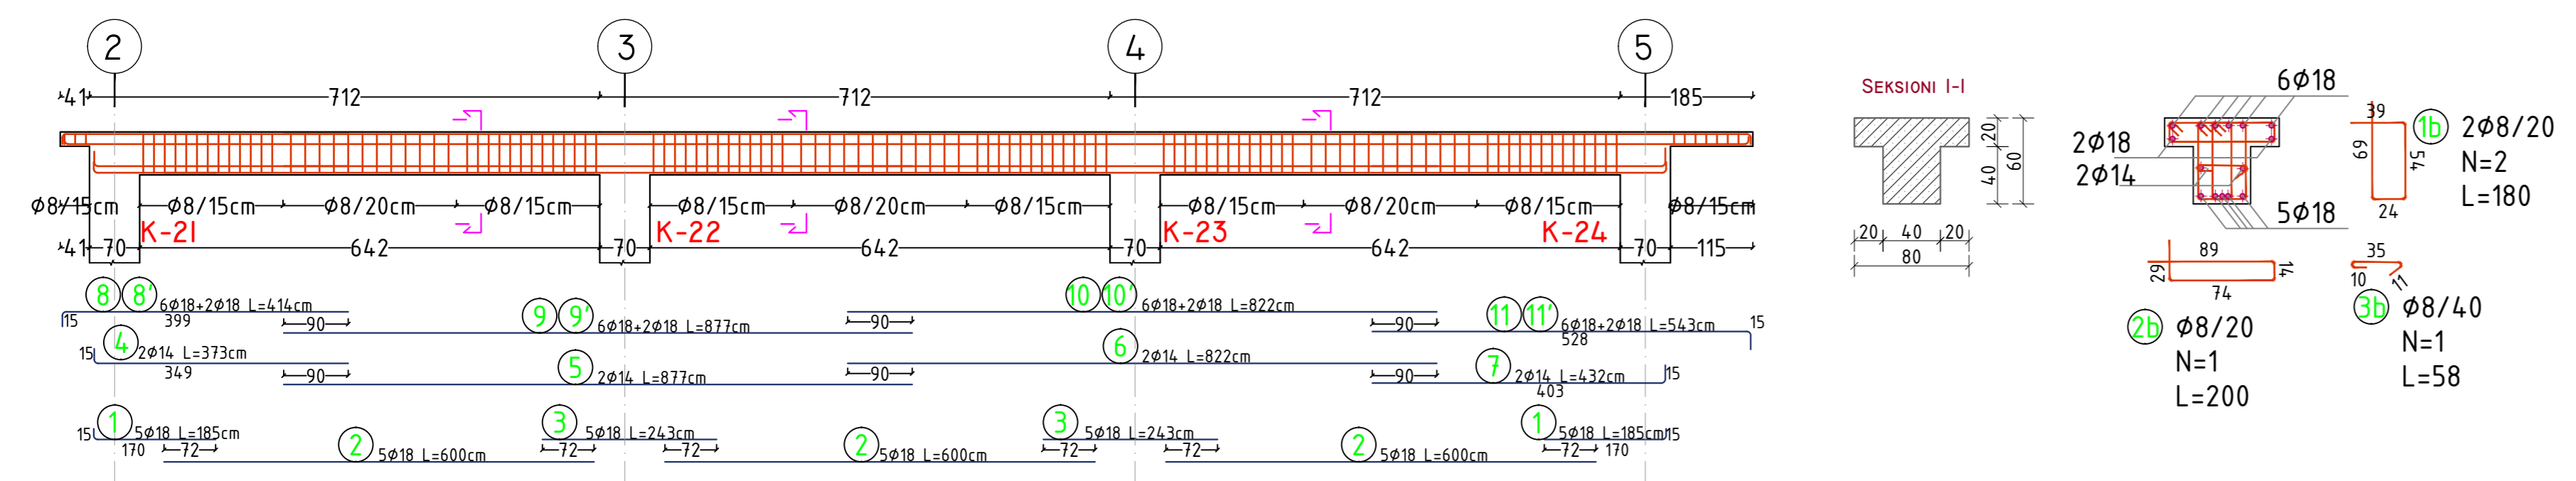 2 3 4 5
41 712 712 712 185
Ø8/15cm Ø8/15cm Ø8/20cm Ø8/15cm Ø8/15cm Ø8/20cm Ø8/15cm Ø8/15cm Ø8/20cm Ø8/15cm Ø8/15cm
K-21 K-22 K-23 K-24
41 70 642 70 642 70 642 70 115
8 8' 6Ø18+2Ø18 L=414cm
15 399 90
9 9' 6Ø18+2Ø18 L=877cm
90
10 10' 6Ø18+2Ø18 L=822cm
90
11 11' 6Ø18+2Ø18 L=543cm
528 15
4 2Ø14 L=373cm
15 349 90
5 2Ø14 L=877cm
90
6 2Ø14 L=822cm
90
7 2Ø14 L=432cm
403 15
1 5Ø18 L=185cm
15 170 72
2 5Ø18 L=600cm
3 5Ø18 L=243cm
72 72
2 5Ø18 L=600cm
3 5Ø18 L=243cm
72 72
2 5Ø18 L=600cm
1 5Ø18 L=185cm
72 170 15
SEKSIONI I-I
20
40
60
20 40 20
80
6Ø18
2Ø18
2Ø14
5Ø18
39
69
54
24
1b 2Ø8/20
N=2
L=180
89
29
14
74
2b Ø8/20
N=1
L=200
35
10
11
3b Ø8/40
N=1
L=58